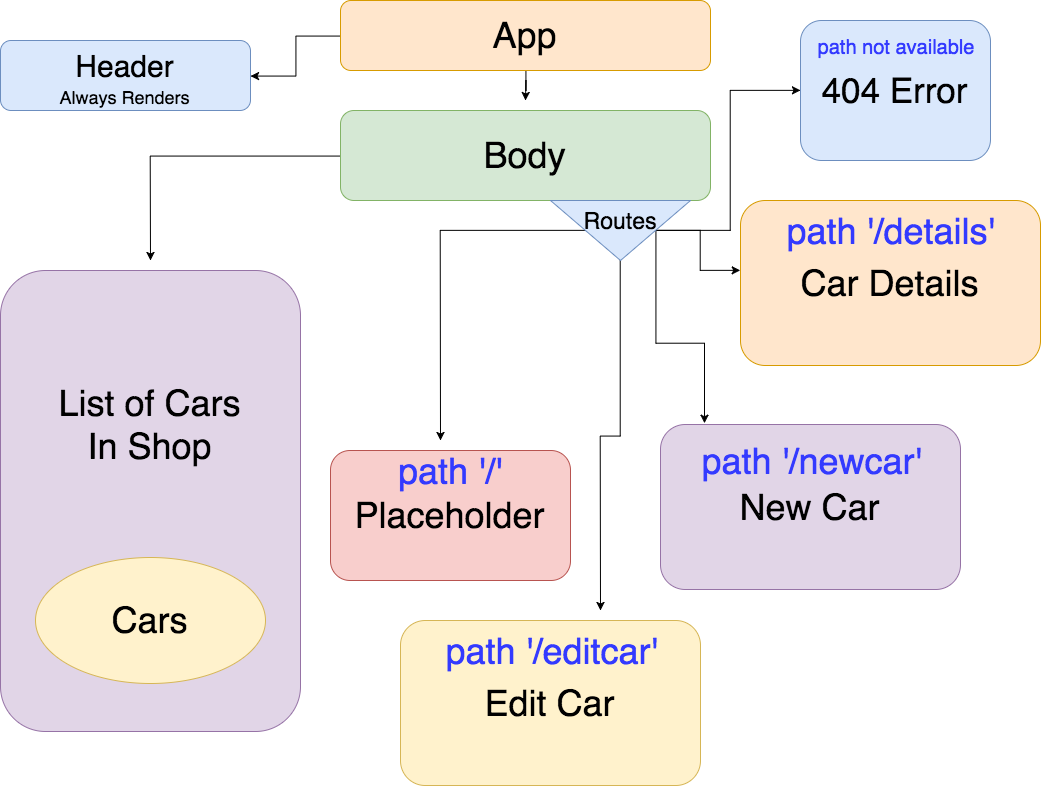 App
Header
Always Renders
path not available
404 Error
Body
Routes
path '/details'
Car Details
List of Cars
In Shop
Cars
path '/'
Placeholder
path '/newcar'
New Car
path '/editcar'
Edit Car